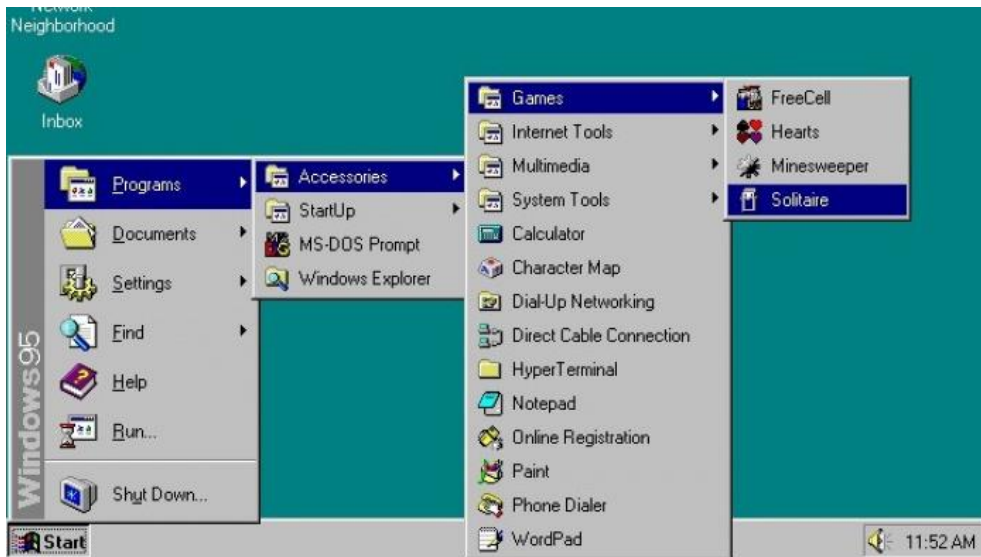 Network
Neighborhood
Inbox
Windows95
Programs
Documents
Settings
Find
Help
Run...
Shut Down...
Accessories
StartUp
MS-DOS Prompt
Windows Explorer
Games
Internet Tools
Multimedia
System Tools
Calculator
Character Map
Dial-Up Networking
Direct Cable Connection
HyperTerminal
Notepad
Online Registration
Paint
Phone Dialer
WordPad
FreeCell
Hearts
Minesweeper
Solitaire
Start
11:52 AM